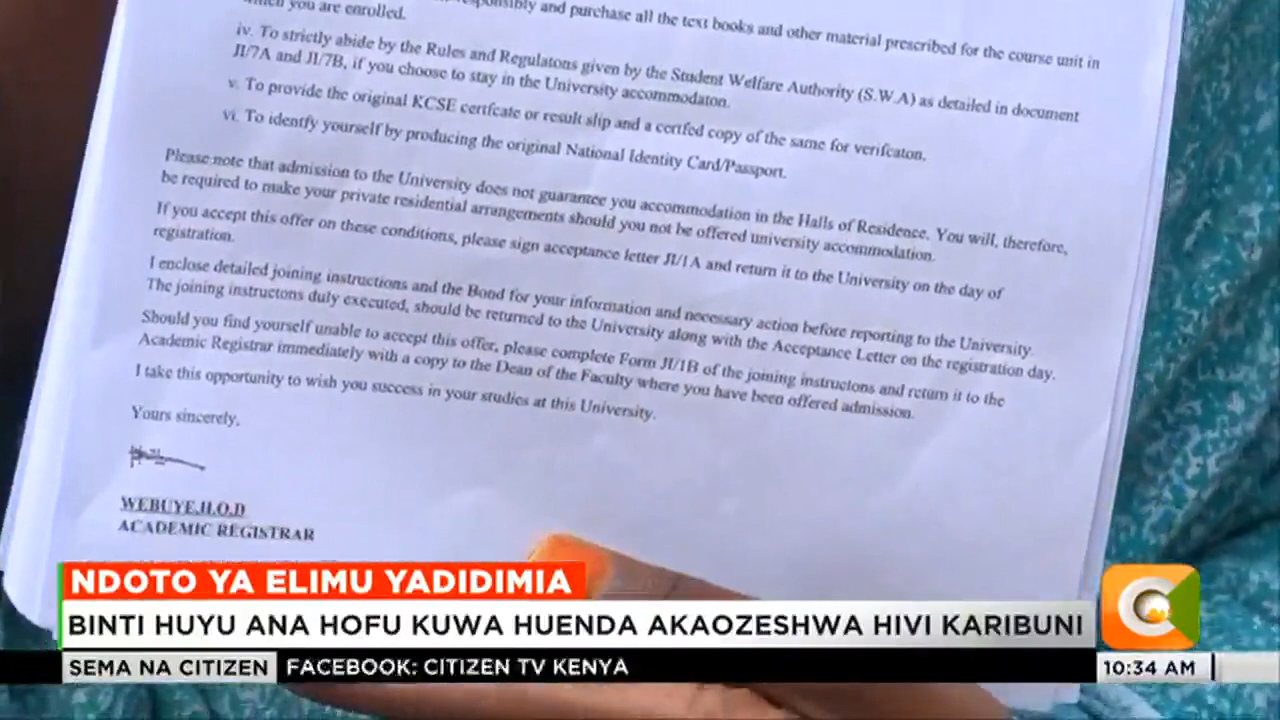 responsibly and purchase all the text books and other material prescribed for the course unit in
which you are enrolled.
iv. To strictly abide by the Rules and Regulatons given by the Student Welfare Authority (S.W.A) as detailed in document
JI/7A and JI/7B, if you choose to stay in the University accommodaton.
v. To provide the original KCSE certfcate or result slip and a certfed copy of the same for verifcaton.
vi. To identfy yourself by producing the original National Identity Card/Passport.
Please note that admission to the University does not guarantee you accommodation in the Halls of Residence. You will, therefore,
be required to make your private residential arrangements should you not be offered university accommodation.
If you accept this offer on these conditions, please sign acceptance letter JI/1A and return it to the University on the day of
registration.
I enclose detailed joining instructions and the Bond for your information and necessary action before reporting to the University.
The joining instructons duly executed, should be returned to the University along with the Acceptance Letter on the registration day.
Should you find yourself unable to accept this offer, please complete Form JI/1B of the joining instructons and return it to the
Academic Registrar immediately with a copy to the Dean of the Faculty where you have been offered admission.
I take this opportunity to wish you success in your studies at this University.
Yours sincerely,
WEBUYE.H.O.D
ACADEMIC REGISTRAR
NDOTO YA ELIMU YADIDIMIA
BINTI HUYU ANA HOFU KUWA HUENDA AKAOZESHWA HIVI KARIBUNI
SEMA NA CITIZEN FACEBOOK: CITIZEN TV KENYA 10:34 AM